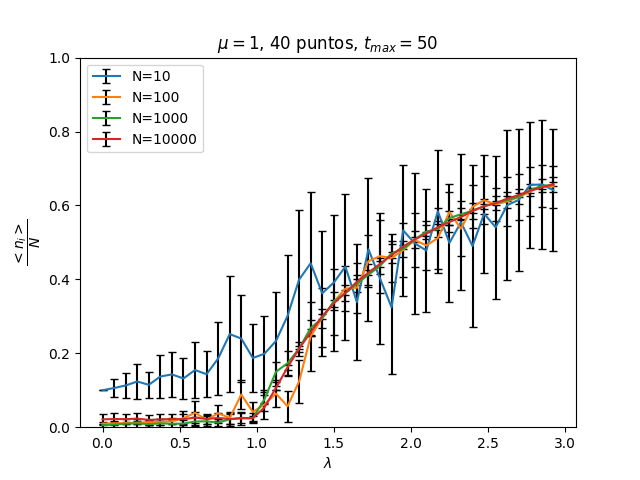 μ = 1, 40 puntos, t_max = 50
1.0
0.8
0.6
0.4
0.2
0.0
< n_i >
N
N=10
N=100
N=1000
N=10000
0.0 0.5 1.0 1.5 2.0 2.5 3.0
λ